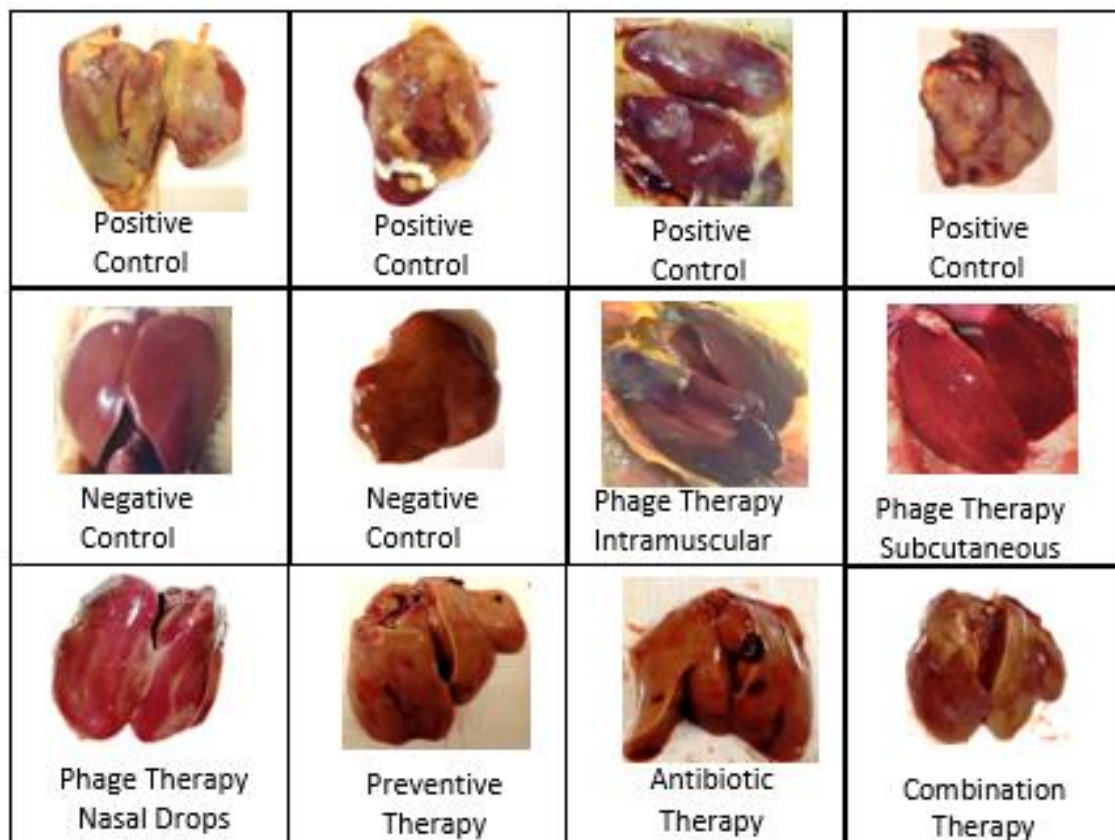 Positive
Control
Positive
Control
Positive
Control
Positive
Control
Negative
Control
Negative
Control
Phage Therapy
Intramuscular
Phage Therapy
Subcutaneous
Phage Therapy
Nasal Drops
Preventive
Therapy
Antibiotic
Therapy
Combination
Therapy